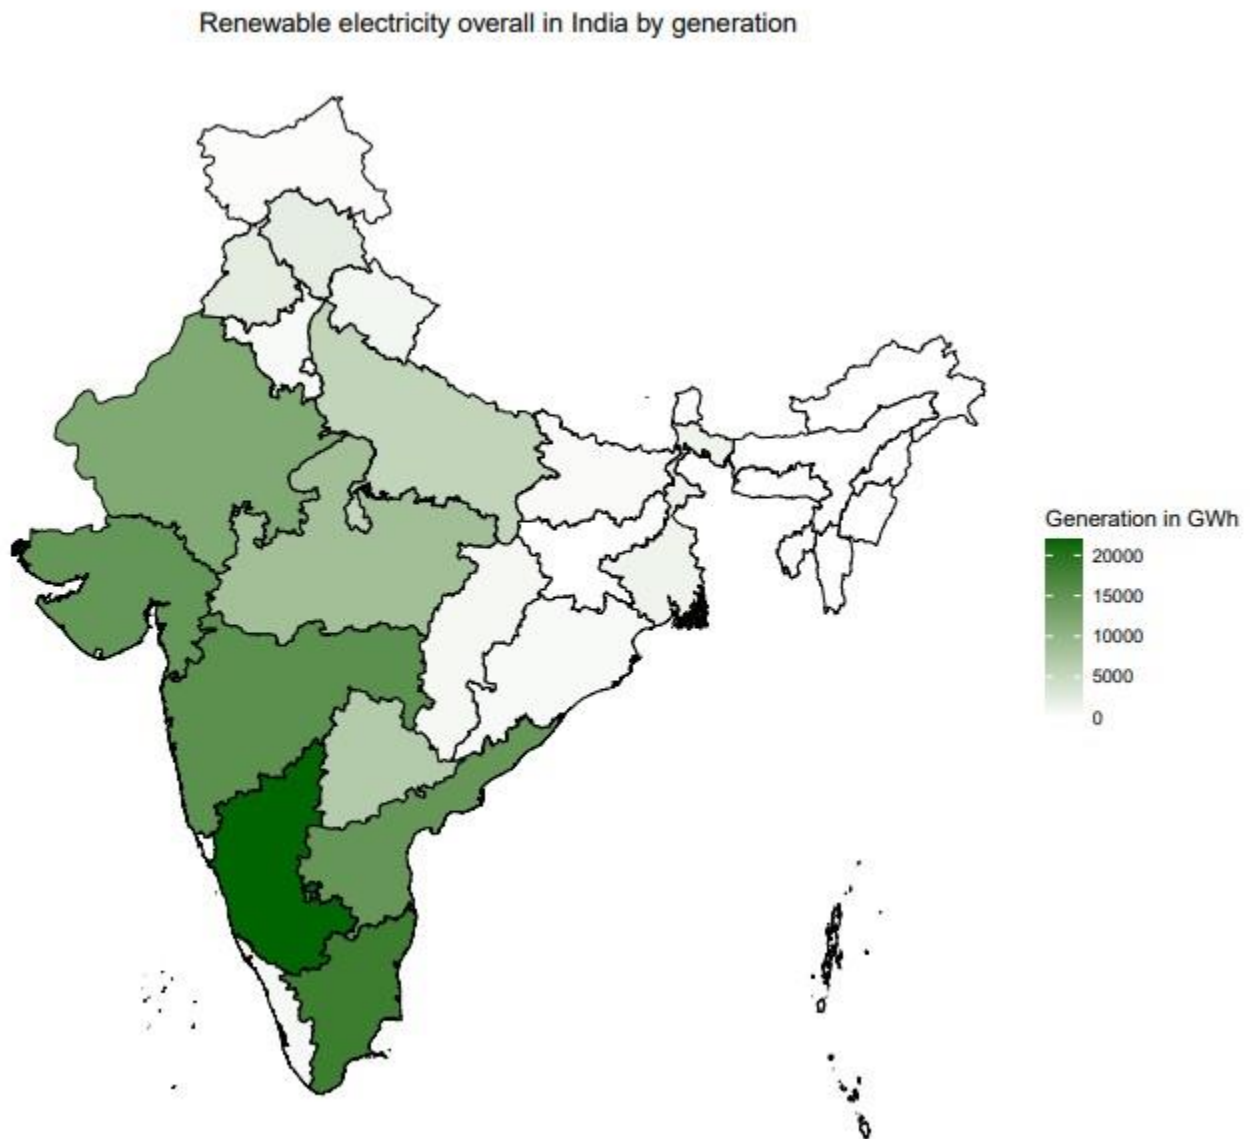 Renewable electricity overall in India by generation
Generation in GWh
20000
15000
10000
5000
0